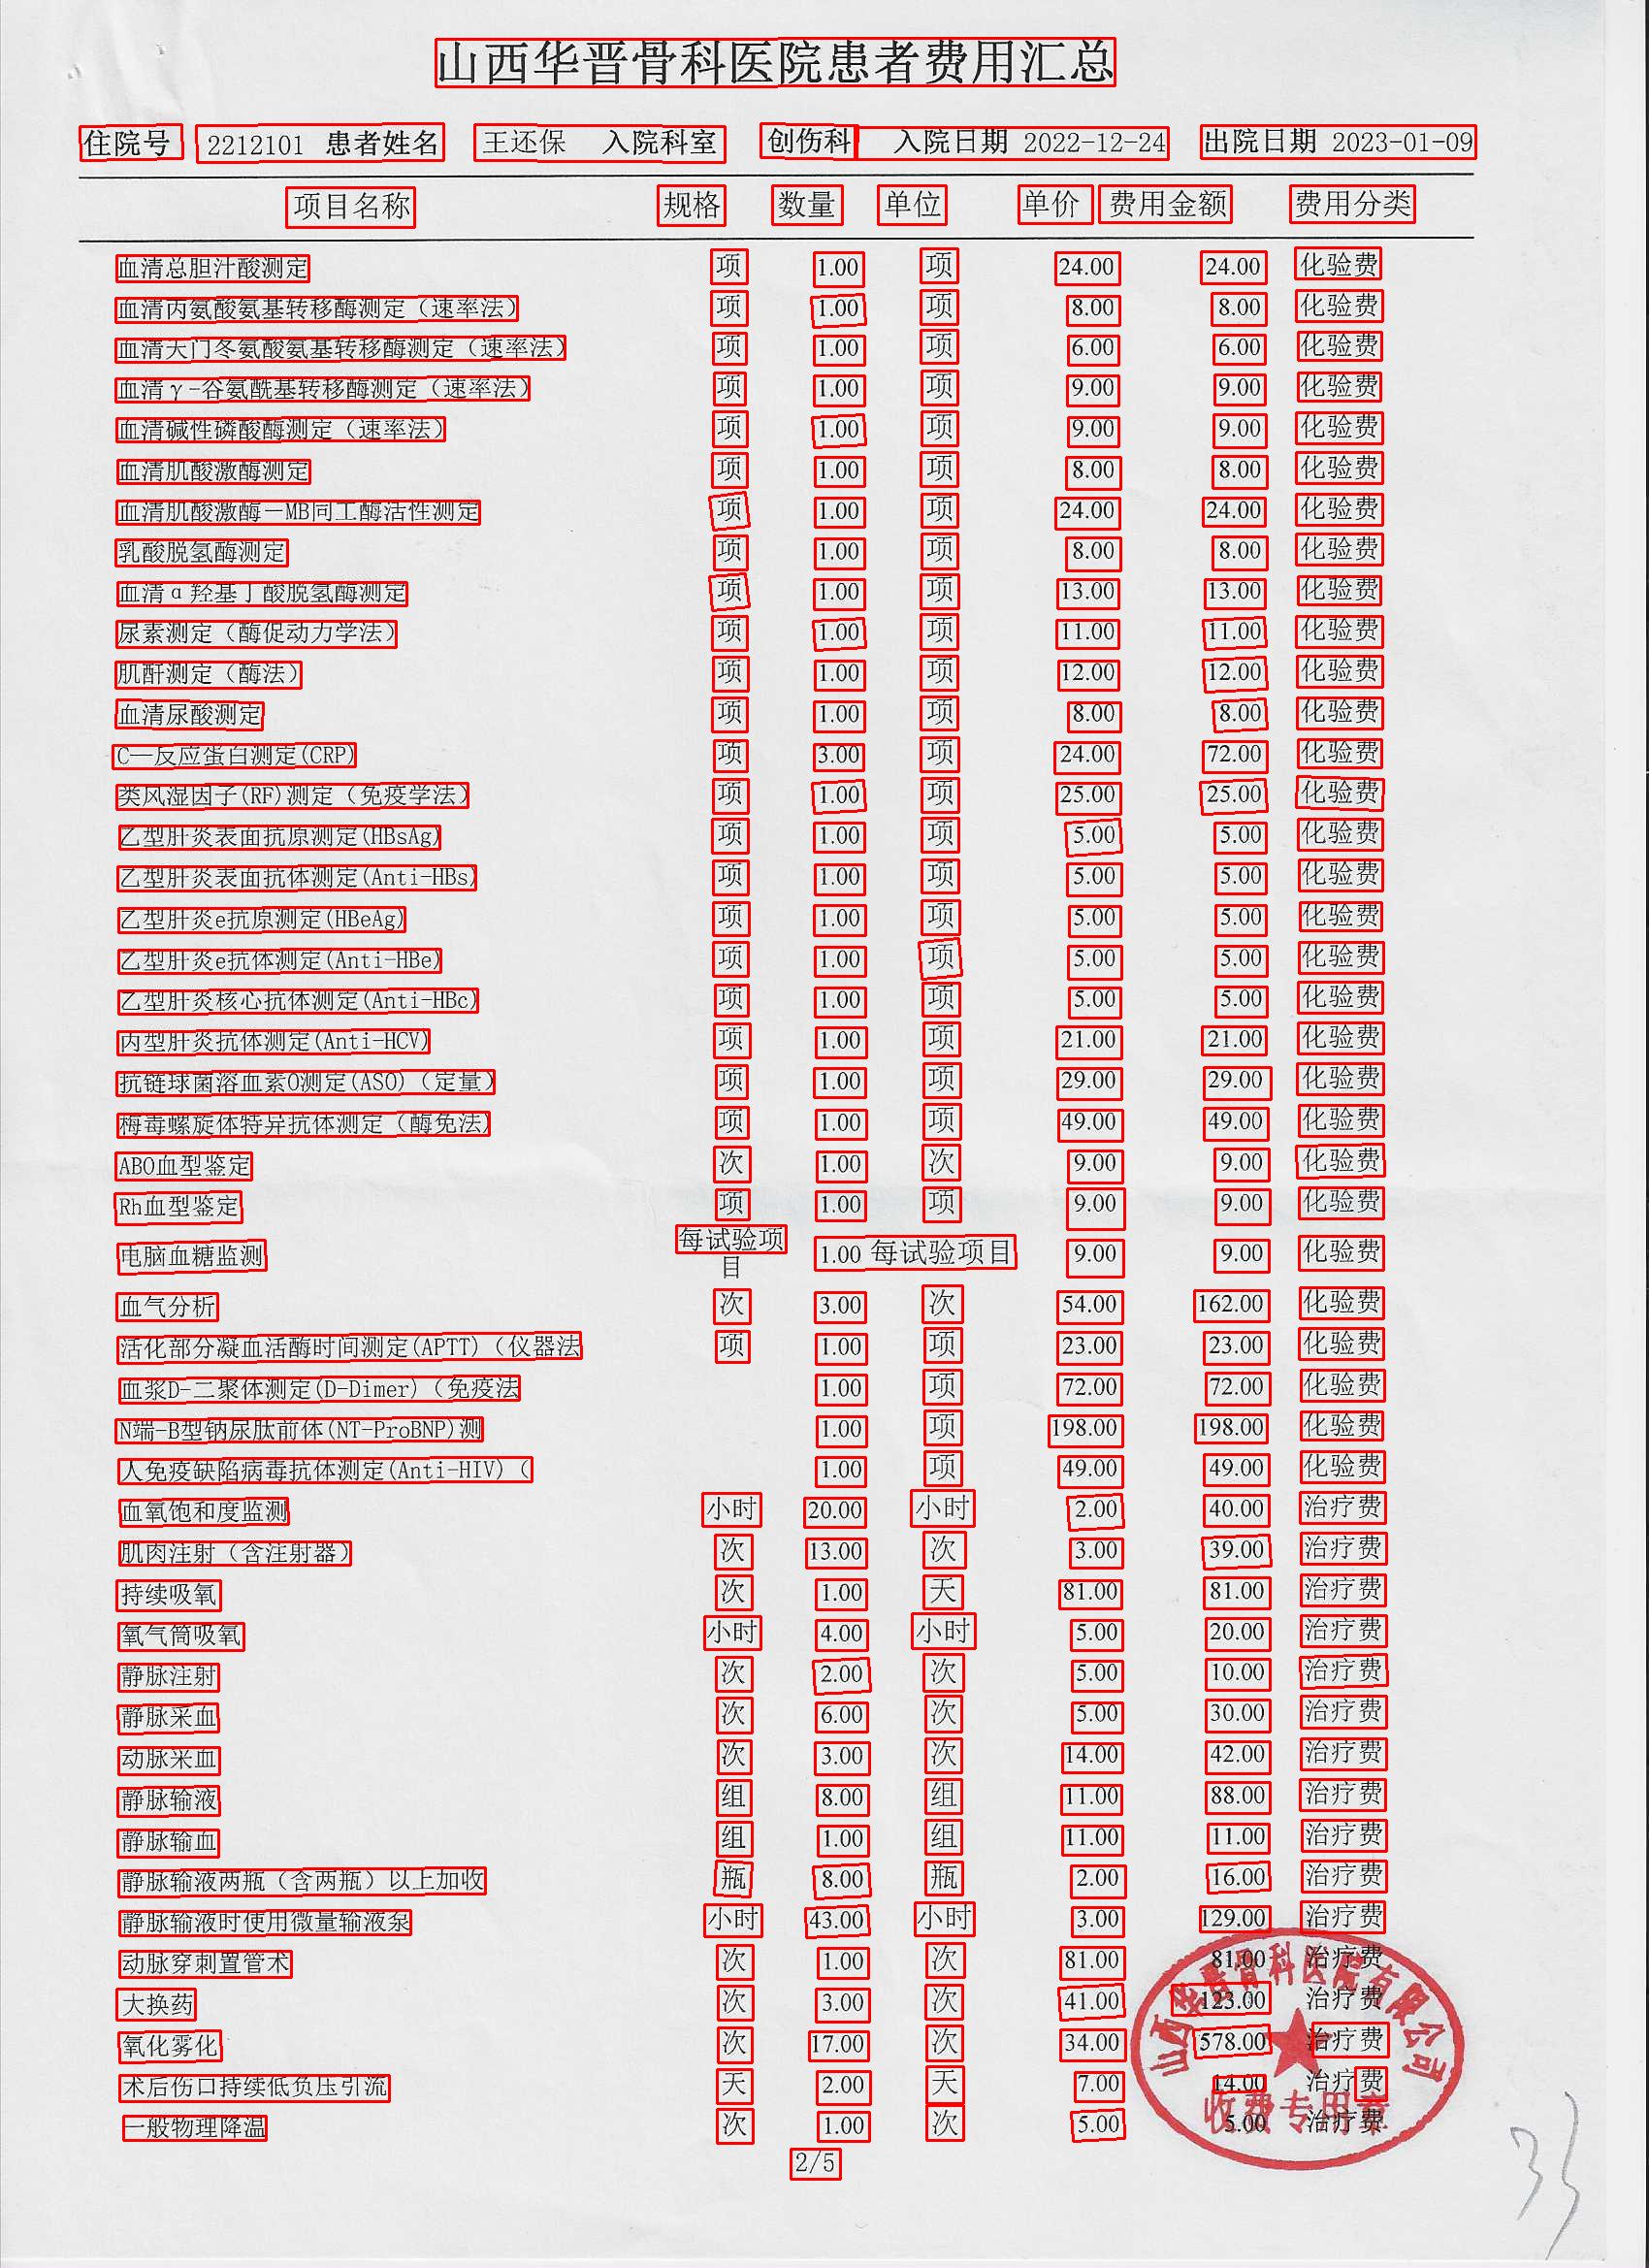 山西华晋骨科医院患者费用汇总
住院号 2212101 患者姓名 王还保 入院科室 创伤科 入院日期 2022-12-24 出院日期 2023-01-09
项目名称 规格 数量 单位 单价 费用金额 费用分类
血清总胆汁酸测定 项 1.00 项 24.00 24.00 化验费
血清丙氨酸氨基转移酶测定（速率法） 项 1.00 项 8.00 8.00 化验费
血清天门冬氨酸氨基转移酶测定（速率法） 项 1.00 项 6.00 6.00 化验费
血清γ-谷氨酰基转移酶测定（速率法） 项 1.00 项 9.00 9.00 化验费
血清碱性磷酸酶测定（速率法） 项 1.00 项 9.00 9.00 化验费
血清肌酸激酶测定 项 1.00 项 8.00 8.00 化验费
血清肌酸激酶－MB同工酶活性测定 项 1.00 项 24.00 24.00 化验费
乳酸脱氢酶测定 项 1.00 项 8.00 8.00 化验费
血清α羟基丁酸脱氢酶测定 项 1.00 项 13.00 13.00 化验费
尿素测定（酶促动力学法） 项 1.00 项 11.00 11.00 化验费
肌酐测定（酶法） 项 1.00 项 12.00 12.00 化验费
血清尿酸测定 项 1.00 项 8.00 8.00 化验费
C—反应蛋白测定(CRP) 项 3.00 项 24.00 72.00 化验费
类风湿因子(RF)测定（免疫学法） 项 1.00 项 25.00 25.00 化验费
乙型肝炎表面抗原测定(HBsAg) 项 1.00 项 5.00 5.00 化验费
乙型肝炎表面抗体测定(Anti-HBs) 项 1.00 项 5.00 5.00 化验费
乙型肝炎e抗原测定(HBeAg) 项 1.00 项 5.00 5.00 化验费
乙型肝炎e抗体测定(Anti-HBe) 项 1.00 项 5.00 5.00 化验费
乙型肝炎核心抗体测定(Anti-HBc) 项 1.00 项 5.00 5.00 化验费
丙型肝炎抗体测定(Anti-HCV) 项 1.00 项 21.00 21.00 化验费
抗链球菌溶血素O测定(ASO)（定量） 项 1.00 项 29.00 29.00 化验费
梅毒螺旋体特异抗体测定（酶免法) 项 1.00 项 49.00 49.00 化验费
ABO血型鉴定 次 1.00 次 9.00 9.00 化验费
Rh血型鉴定 项 1.00 项 9.00 9.00 化验费
电脑血糖监测 每试验项目 1.00 每试验项目 9.00 9.00 化验费
血气分析 次 3.00 次 54.00 162.00 化验费
活化部分凝血活酶时间测定(APTT)（仪器法 项 1.00 项 23.00 23.00 化验费
血浆D-二聚体测定(D-Dimer)（免疫法 1.00 项 72.00 72.00 化验费
N端-B型钠尿肽前体(NT-ProBNP)测 1.00 项 198.00 198.00 化验费
人免疫缺陷病毒抗体测定(Anti-HIV)（ 1.00 项 49.00 49.00 化验费
血氧饱和度监测 小时 20.00 小时 2.00 40.00 治疗费
肌肉注射（含注射器） 次 13.00 次 3.00 39.00 治疗费
持续吸氧 次 1.00 天 81.00 81.00 治疗费
氧气筒吸氧 小时 4.00 小时 5.00 20.00 治疗费
静脉注射 次 2.00 次 5.00 10.00 治疗费
静脉采血 次 6.00 次 5.00 30.00 治疗费
动脉采血 次 3.00 次 14.00 42.00 治疗费
静脉输液 组 8.00 组 11.00 88.00 治疗费
静脉输血 组 1.00 组 11.00 11.00 治疗费
静脉输液两瓶（含两瓶）以上加收 瓶 8.00 瓶 2.00 16.00 治疗费
静脉输液时使用微量输液泵 小时 43.00 小时 3.00 129.00 治疗费
动脉穿刺置管术 次 1.00 次 81.00 81.00 治疗费
大换药 次 3.00 次 41.00 123.00 治疗费
氧化雾化 次 17.00 次 34.00 578.00 治疗费
术后伤口持续低负压引流 天 2.00 天 7.00 14.00 治疗费
一般物理降温 次 1.00 次 5.00 5.00 治疗费
山西华晋骨科医院有限公司
收费专用章
2/5
33